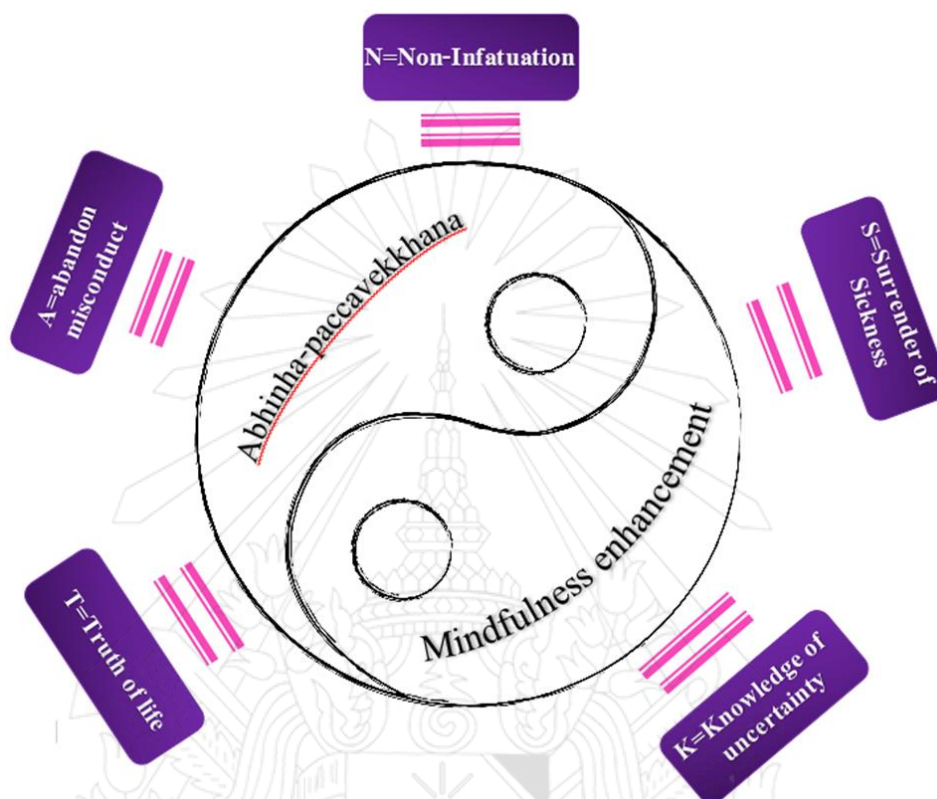 N=Non-Infatuation
A=abandon
misconduct
S=Surrender of
Sickness
Abhinha-paccavekkhana
Mindfulness enhancement
T=Truth of life
K=Knowledge of
uncertainty